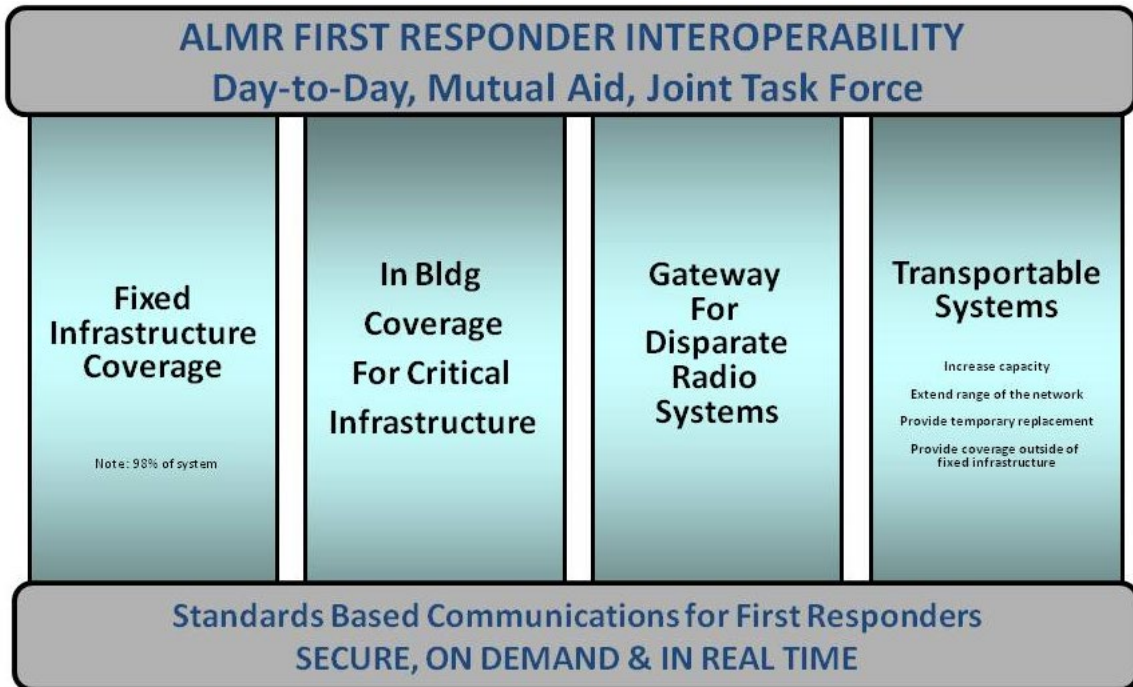 ALMR FIRST RESPONDER INTEROPERABILITY
Day-to-Day, Mutual Aid, Joint Task Force
Fixed
Infrastructure
Coverage
Note: 98% of system
In Bldg
Coverage
For Critical
Infrastructure
Gateway
For
Disparate
Radio
Systems
Transportable
Systems
Increase capacity
Extend range of the network
Provide temporary replacement
Provide coverage outside of
fixed infrastructure
Standards Based Communications for First Responders
SECURE, ON DEMAND & IN REAL TIME